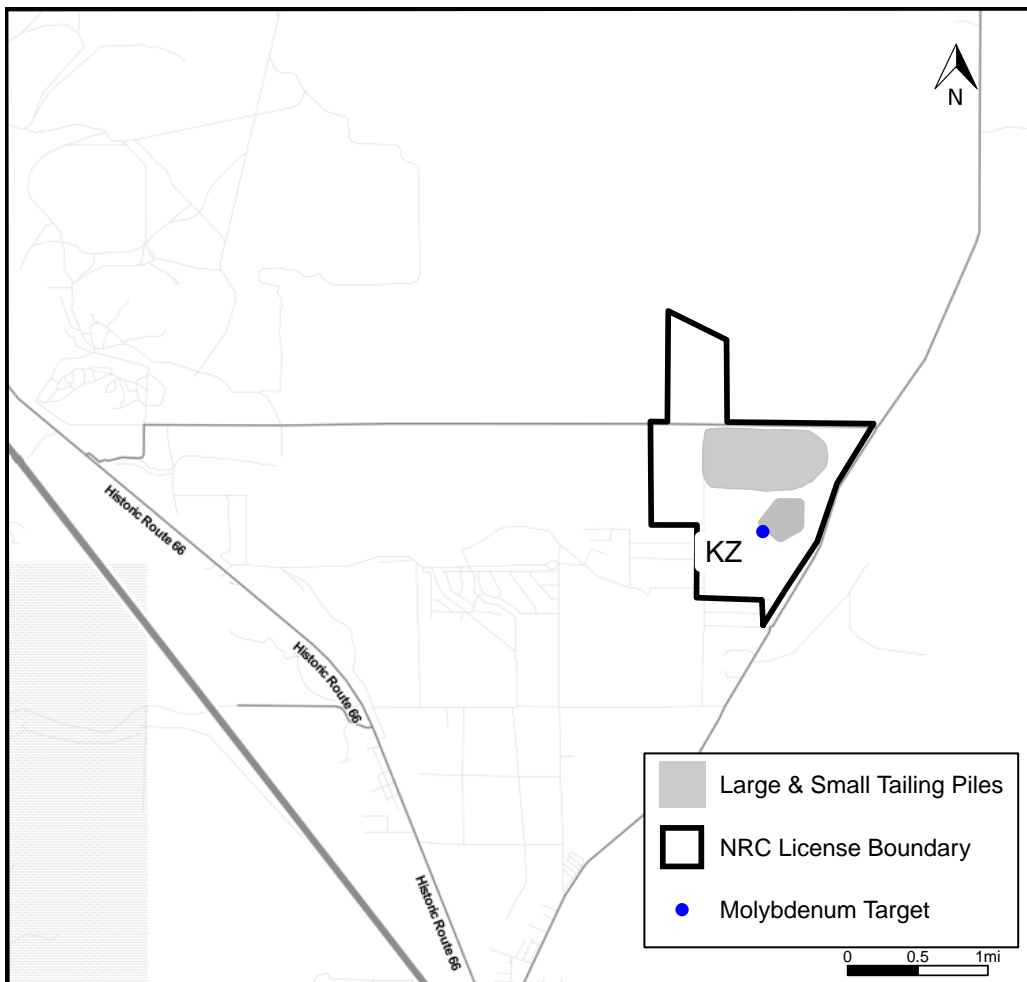 N
KZ
Historic Route 66
Historic Route 66
Historic Route 66
Large & Small Tailing Piles
NRC License Boundary
Molybdenum Target
0 0.5 1mi